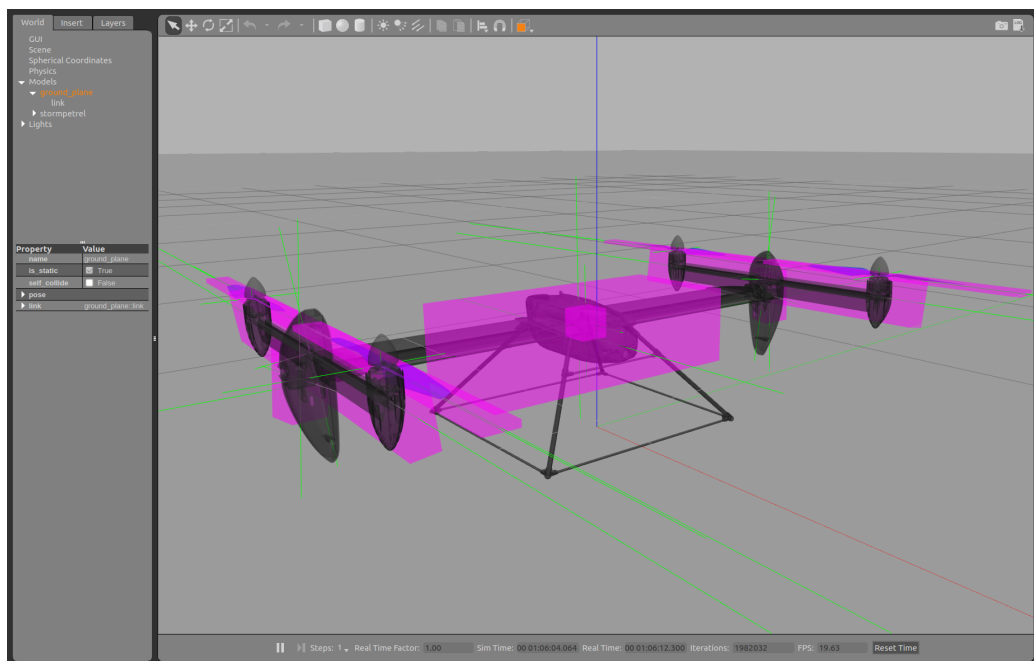 World Insert Layers
GUI
Scene
Spherical Coordinates
Physics
Models
ground_plane
link
stormpetrel
Lights
Property Value
name ground_plane
is_static True
self_collide False
pose
link ground_plane::link
Steps: 1 Real Time Factor: 1.00 Sim Time: 00 01:06:04.064 Real Time: 00 01:06:12.300 Iterations: 1982032 FPS: 19.63 Reset Time